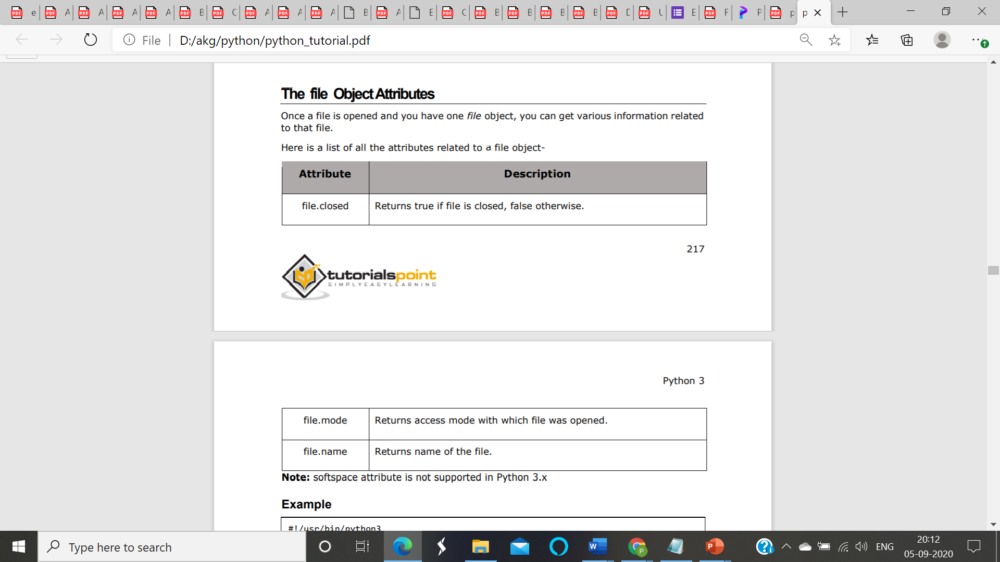 e A A A A B C A A A B A E C B B B B D U E F P p p
File D:/akg/python/python_tutorial.pdf
The file Object Attributes
Once a file is opened and you have one file object, you can get various information related
to that file.
Here is a list of all the attributes related to a file object-
Attribute Description
file.closed Returns true if file is closed, false otherwise.
217
tutorialspoint
SIMPLYEASYLEARNING
Python 3
file.mode Returns access mode with which file was opened.
file.name Returns name of the file.
Note: softspace attribute is not supported in Python 3.x
Example
#!/usr/bin/python3
Type here to search
ENG
20:12
05-09-2020